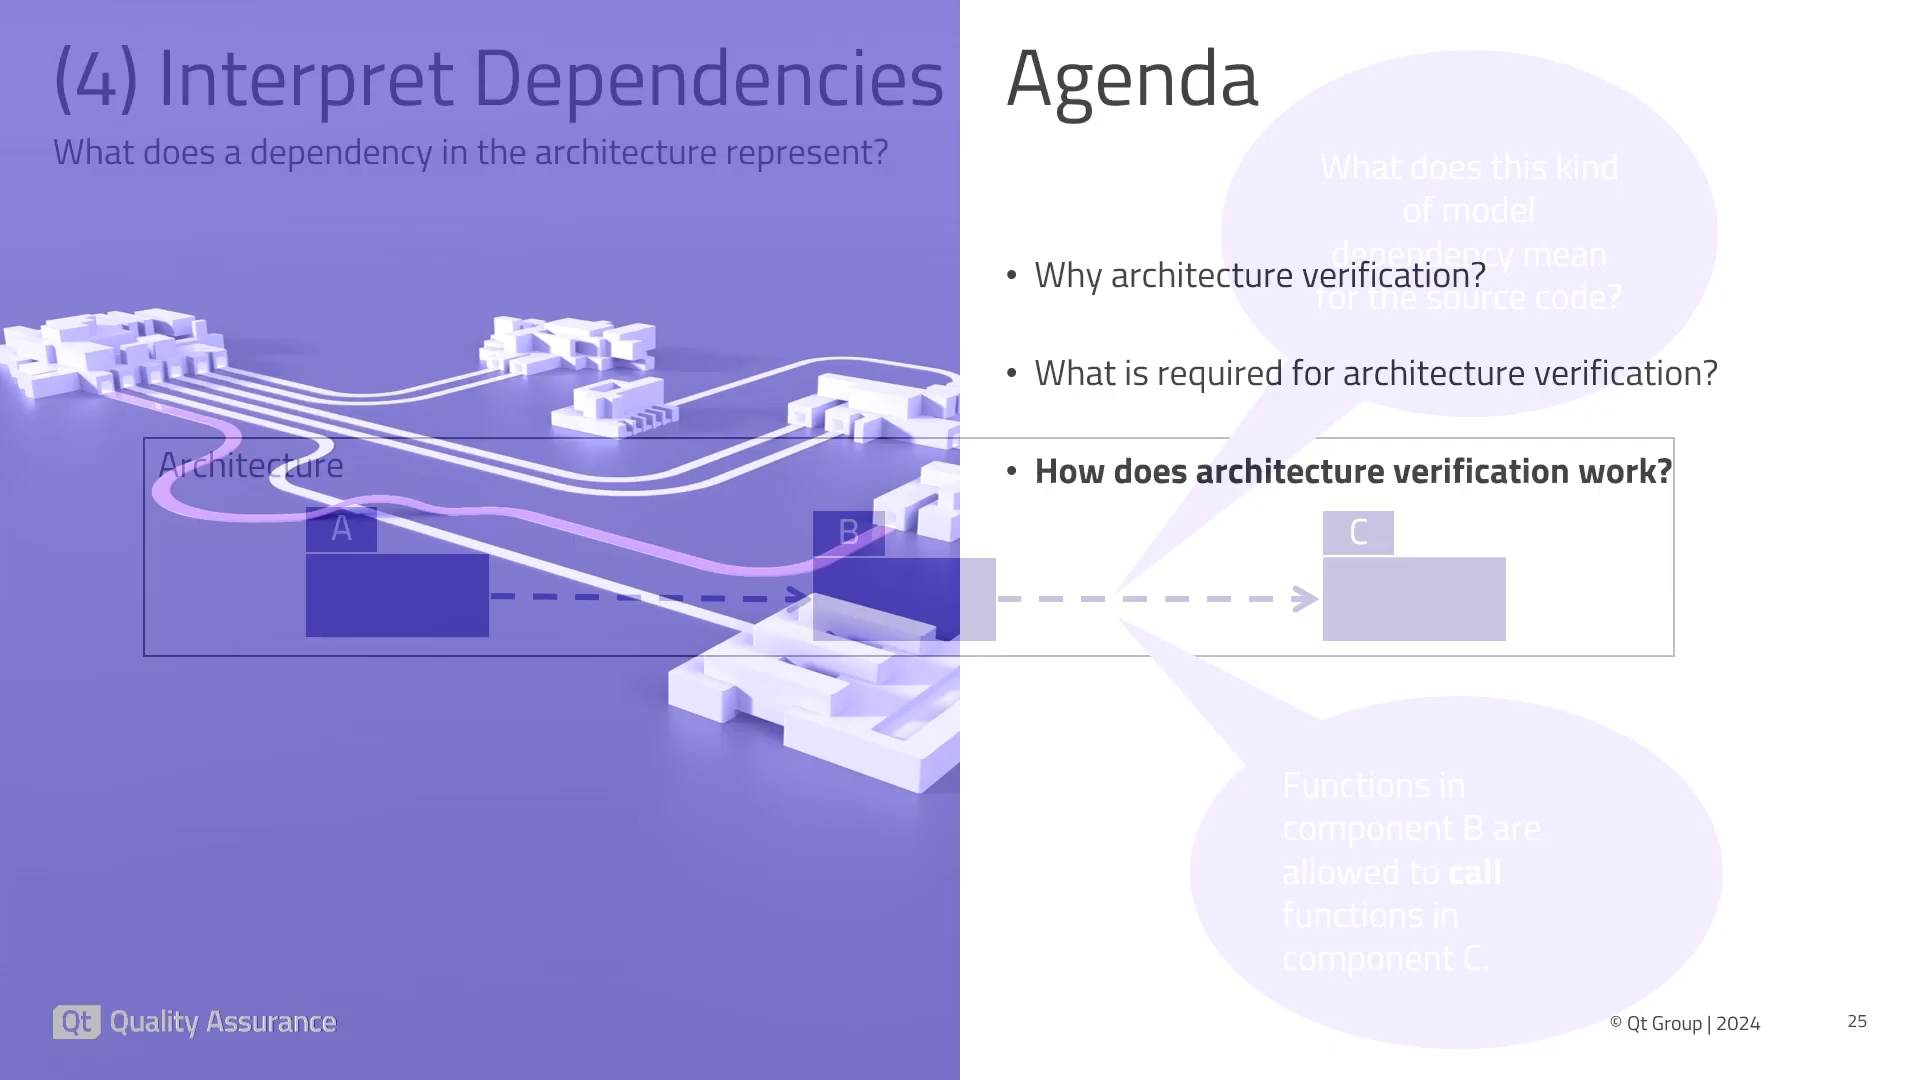 (4) Interpret Dependencies
What does a dependency in the architecture represent?
Agenda
What does this kind
of model
dependency mean
for the source code?
• Why architecture verification?
• What is required for architecture verification?
• How does architecture verification work?
Architecture
A
B
C
Functions in
component B are
allowed to call
functions in
component C.
Qt Quality Assurance
© Qt Group | 2024
25